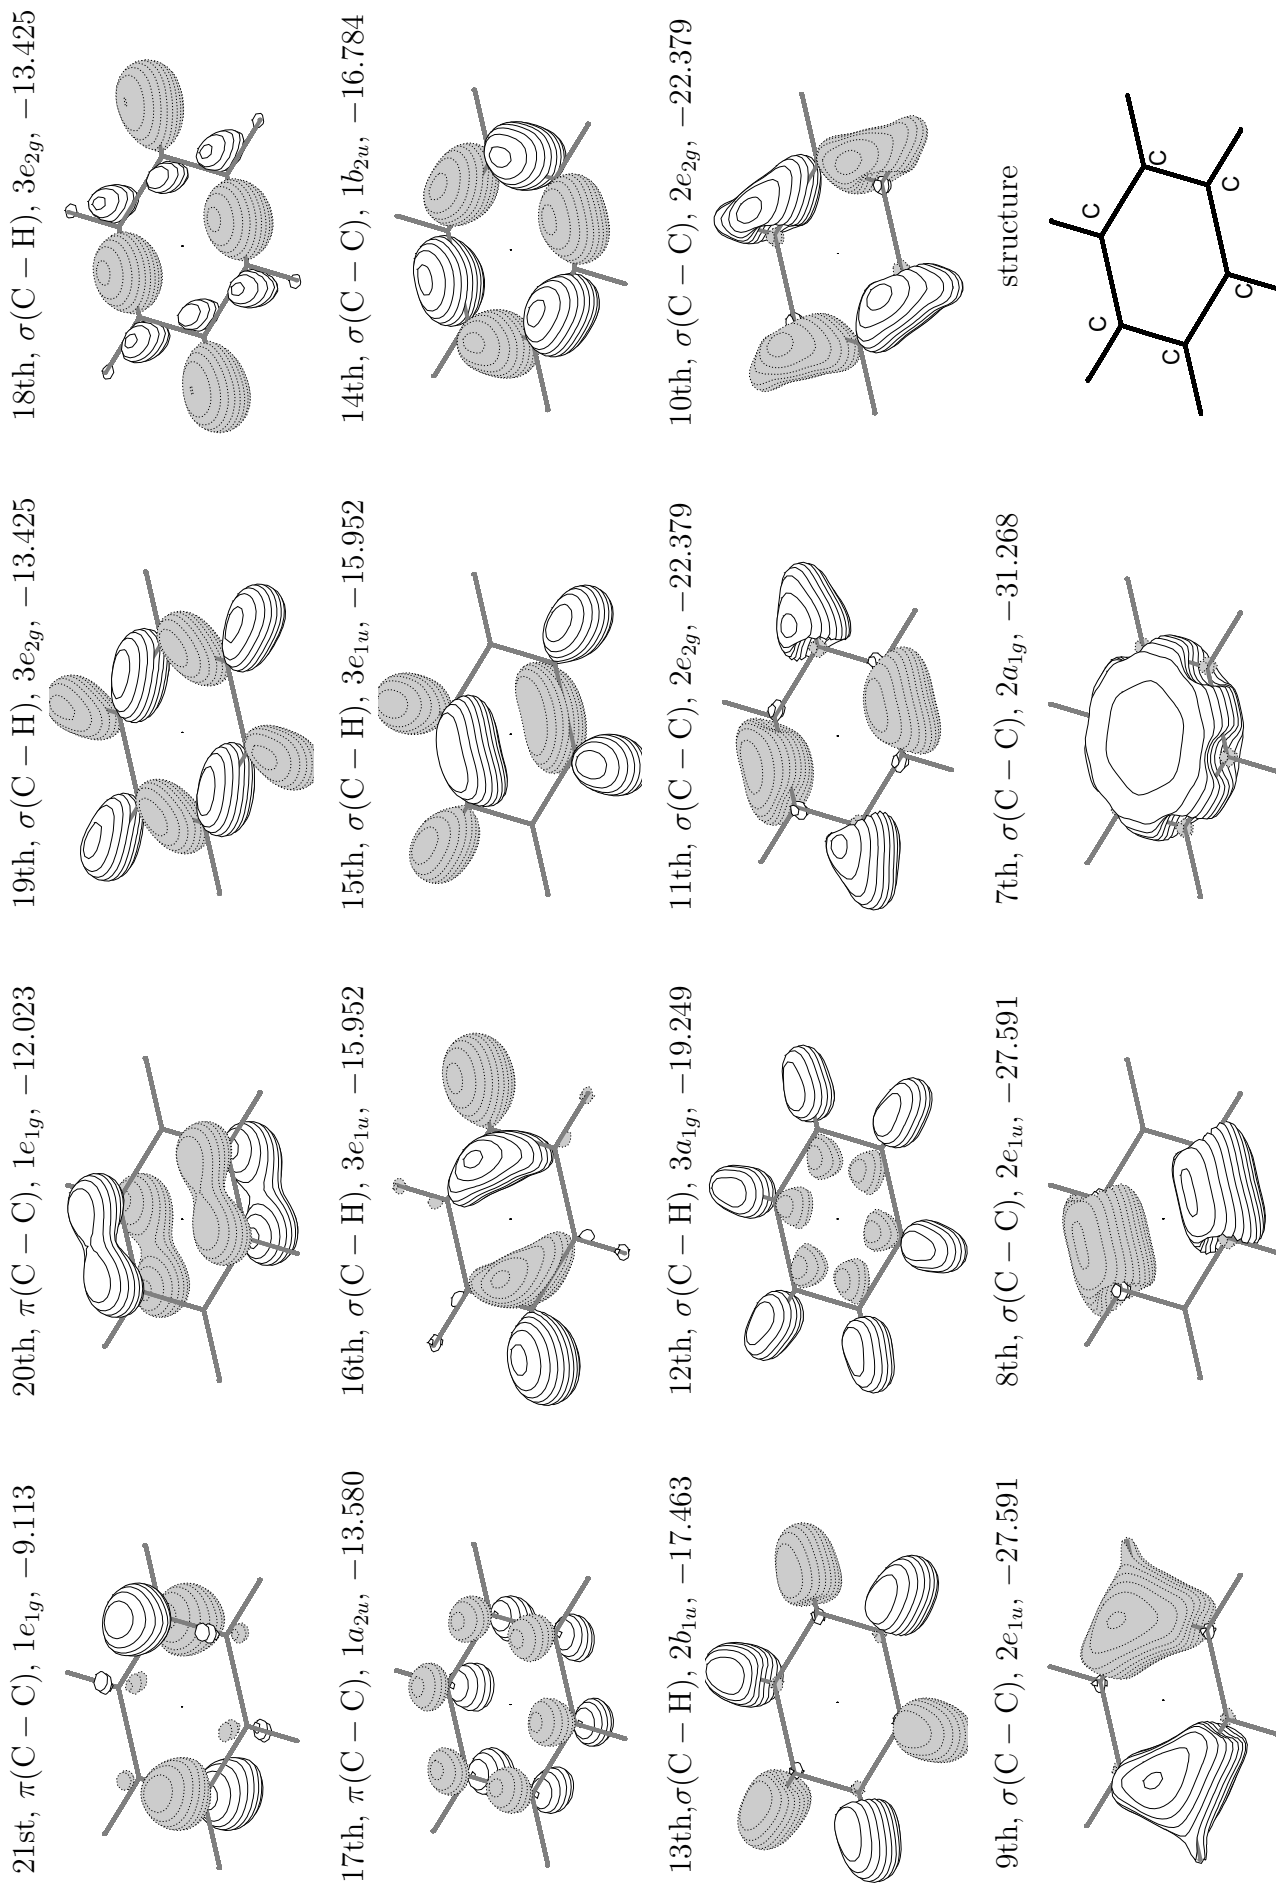 21st, π(C − C), 1e₁g, −9.113
20th, π(C − C), 1e₁g, −12.023
19th, σ(C − H), 3e₂g, −13.425
18th, σ(C − H), 3e₂g, −13.425
17th, π(C − C), 1a₂u, −13.580
16th, σ(C − H), 3e₁u, −15.952
15th, σ(C − H), 3e₁u, −15.952
14th, σ(C − C), 1b₂u, −16.784
13th,σ(C − H), 2b₁u, −17.463
12th, σ(C − H), 3a₁g, −19.249
11th, σ(C − C), 2e₂g, −22.379
10th, σ(C − C), 2e₂g, −22.379
9th, σ(C − C), 2e₁u, −27.591
8th, σ(C − C), 2e₁u, −27.591
7th, σ(C − C), 2a₁g, −31.268
structure
C
C
C
C
C
C